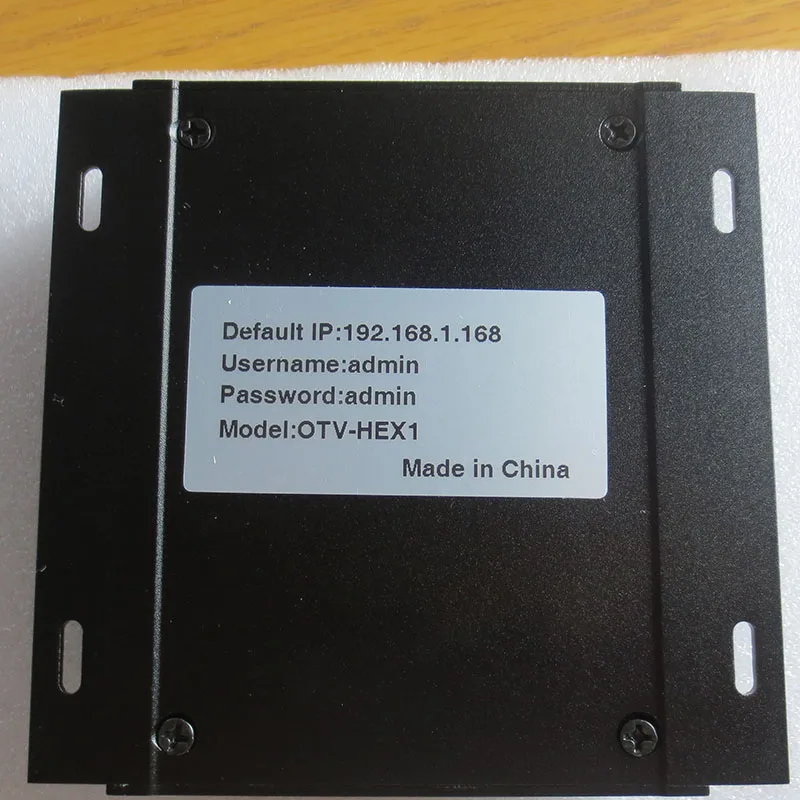 Default IP:192.168.1.168
Username:admin
Password:admin
Model:OTV-HEX1
Made in China